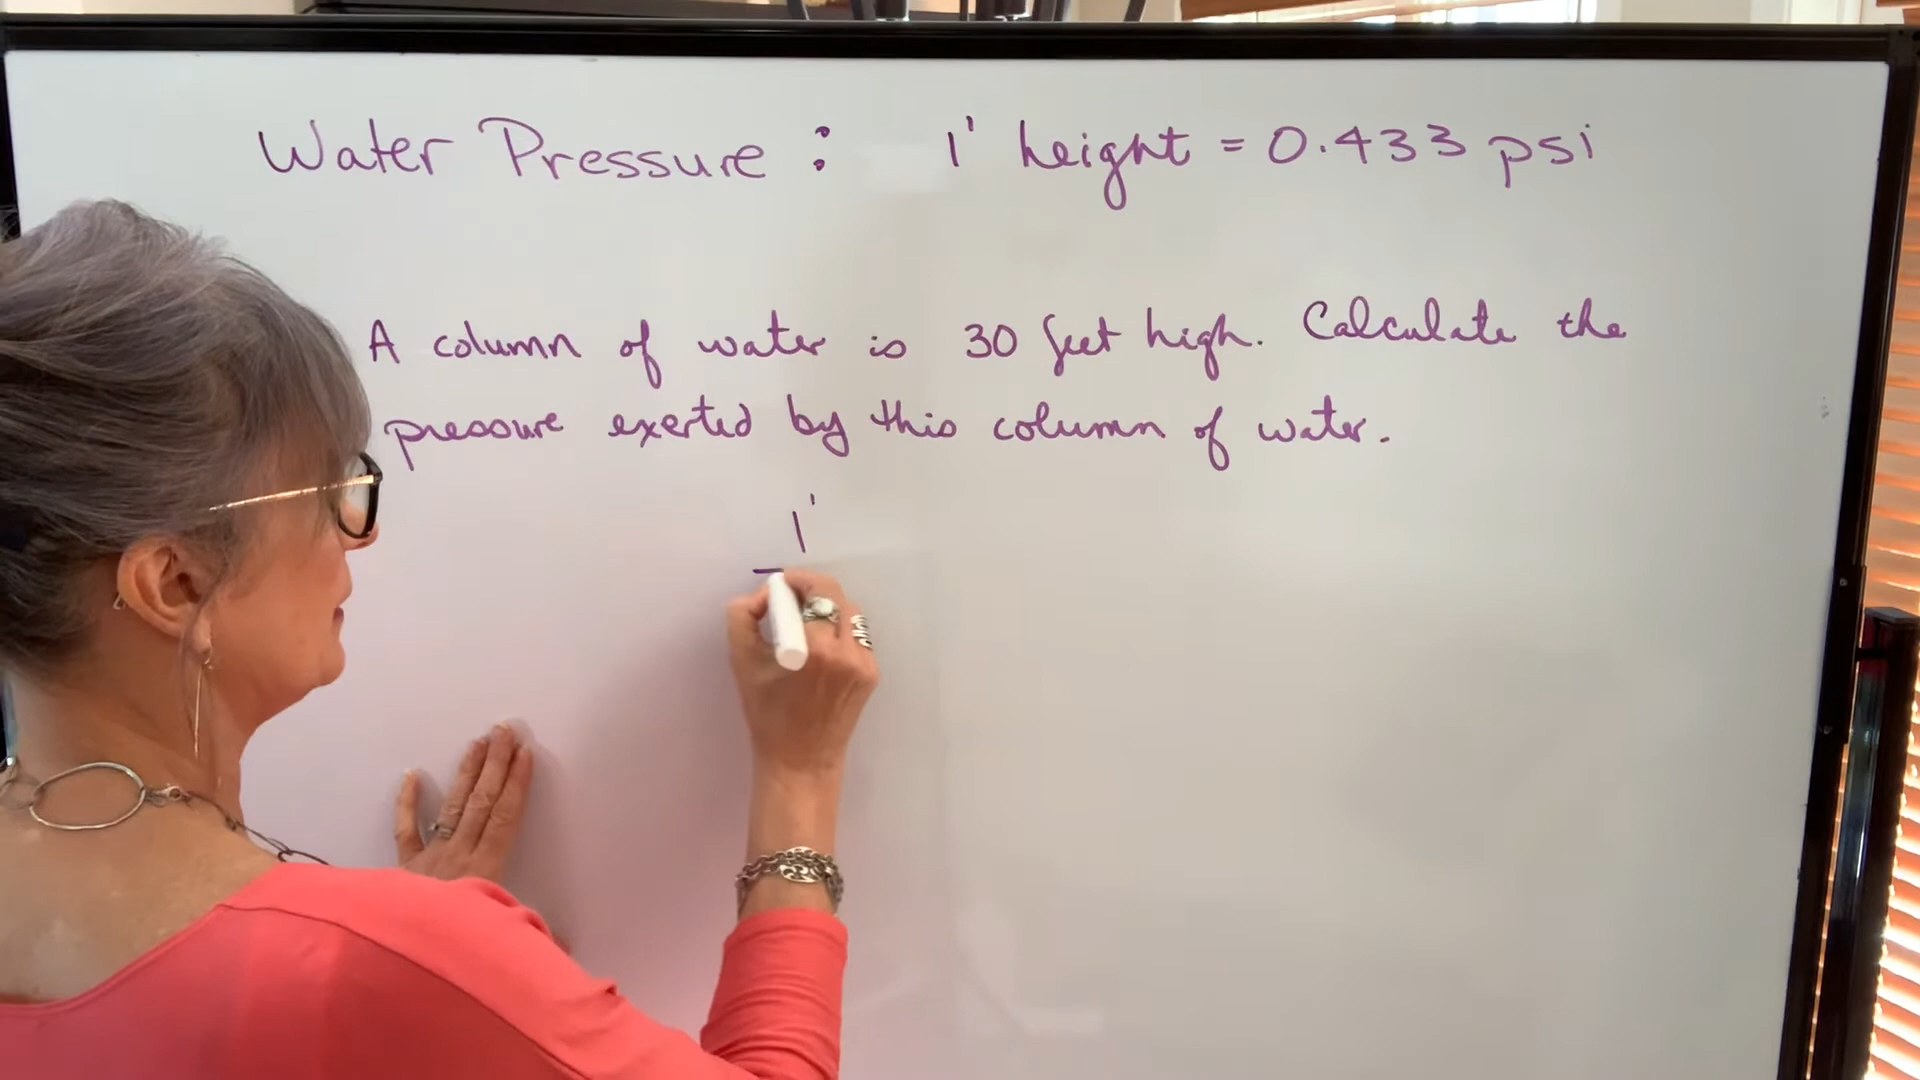 Water Pressure : 1' height = 0.433 psi
A column of water is 30 feet high. Calculate the
pressure exerted by this column of water.
1'